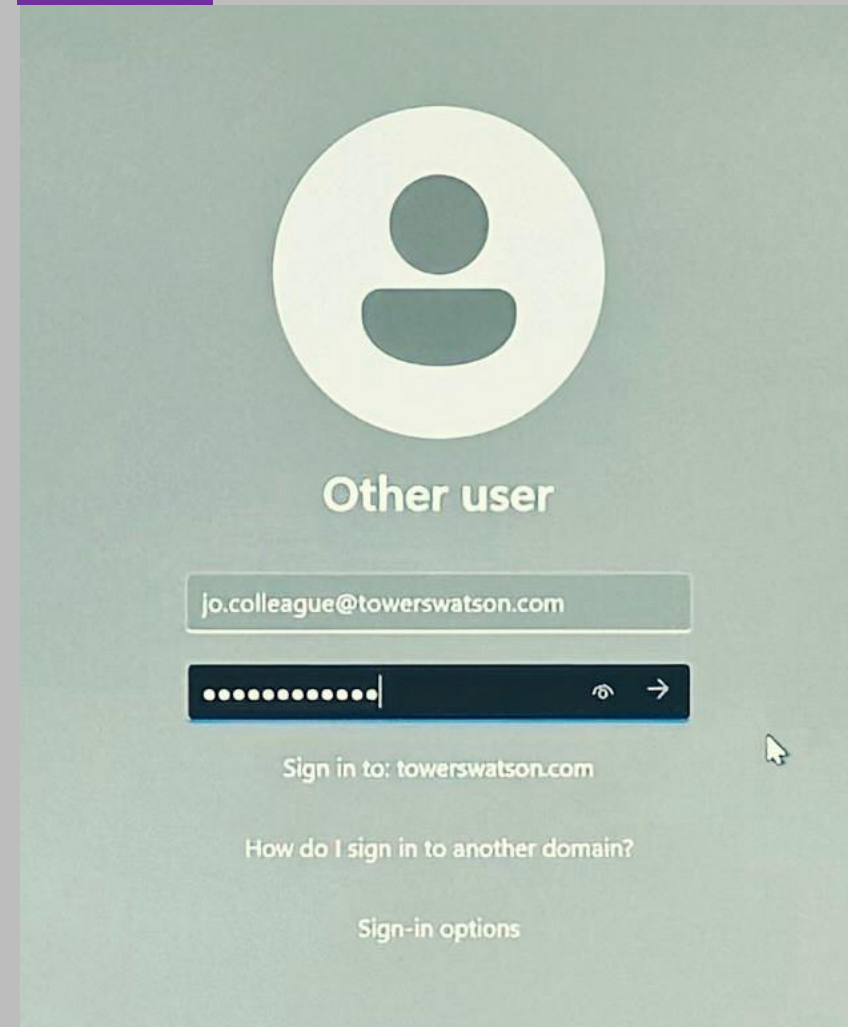 Other user
jo.colleague@towerswatson.com
••••••••••••
Sign in to: towerswatson.com
How do I sign in to another domain?
Sign-in options